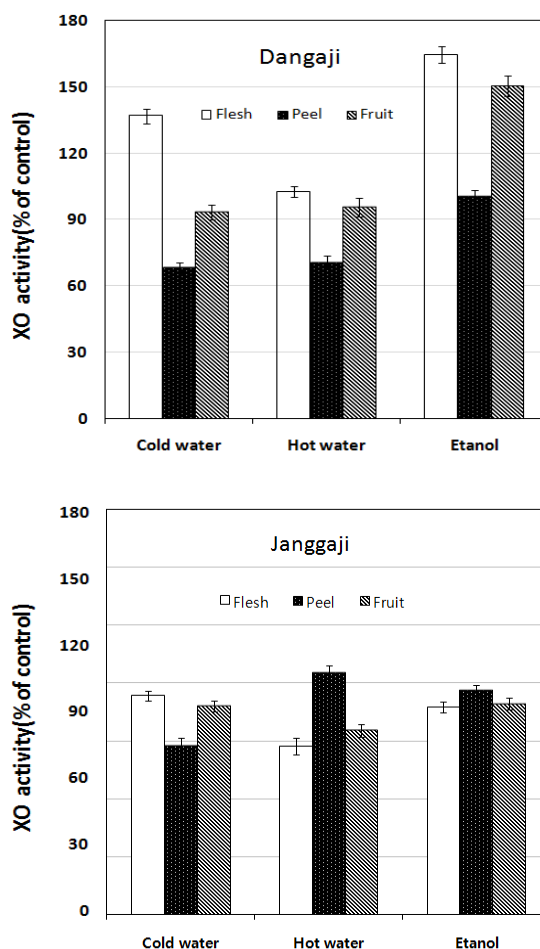 180
Dangaji
150
Flesh Peel Fruit
120
90
60
30
0
XO activity(% of control)
Cold water Hot water Etanol
180
Janggaji
150
Flesh Peel Fruit
120
90
60
30
0
XO activity(% of control)
Cold water Hot water Etanol